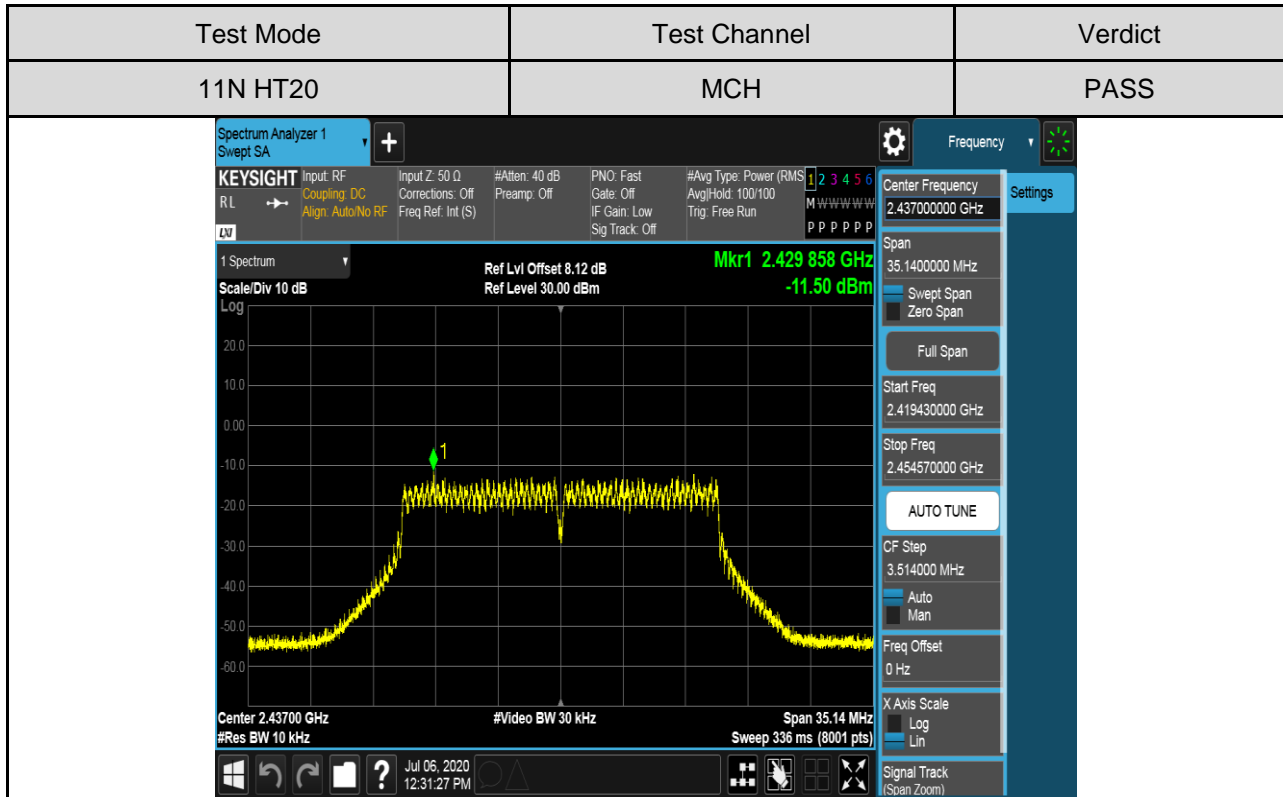 Test Mode Test Channel Verdict
11N HT20 MCH PASS
Spectrum Analyzer 1
Swept SA
+
Frequency
KEYSIGHT
RL
LXI
Input: RF
Coupling: DC
Align: Auto/No RF
Input Z: 50 Ω
Corrections: Off
Freq Ref: Int (S)
#Atten: 40 dB
Preamp: Off
PNO: Fast
Gate: Off
IF Gain: Low
Sig Track: Off
#Avg Type: Power (RMS
Avg|Hold: 100/100
Trig: Free Run
1 2 3 4 5 6
M W W W W W
P P P P P P
1 Spectrum
Scale/Div 10 dB
Log
Ref Lvl Offset 8.12 dB
Ref Level 30.00 dBm
Mkr1 2.429 858 GHz
-11.50 dBm
20.0
10.0
0.00
-10.0
-20.0
-30.0
-40.0
-50.0
-60.0
1
Center 2.43700 GHz
#Res BW 10 kHz
#Video BW 30 kHz
Span 35.14 MHz
Sweep 336 ms (8001 pts)
Center Frequency
2.437000000 GHz
Settings
Span
35.1400000 MHz
Swept Span
Zero Span
Full Span
Start Freq
2.419430000 GHz
Stop Freq
2.454570000 GHz
AUTO TUNE
CF Step
3.514000 MHz
Auto
Man
Freq Offset
0 Hz
X Axis Scale
Log
Lin
Signal Track
(Span Zoom)
?
Jul 06, 2020
12:31:27 PM